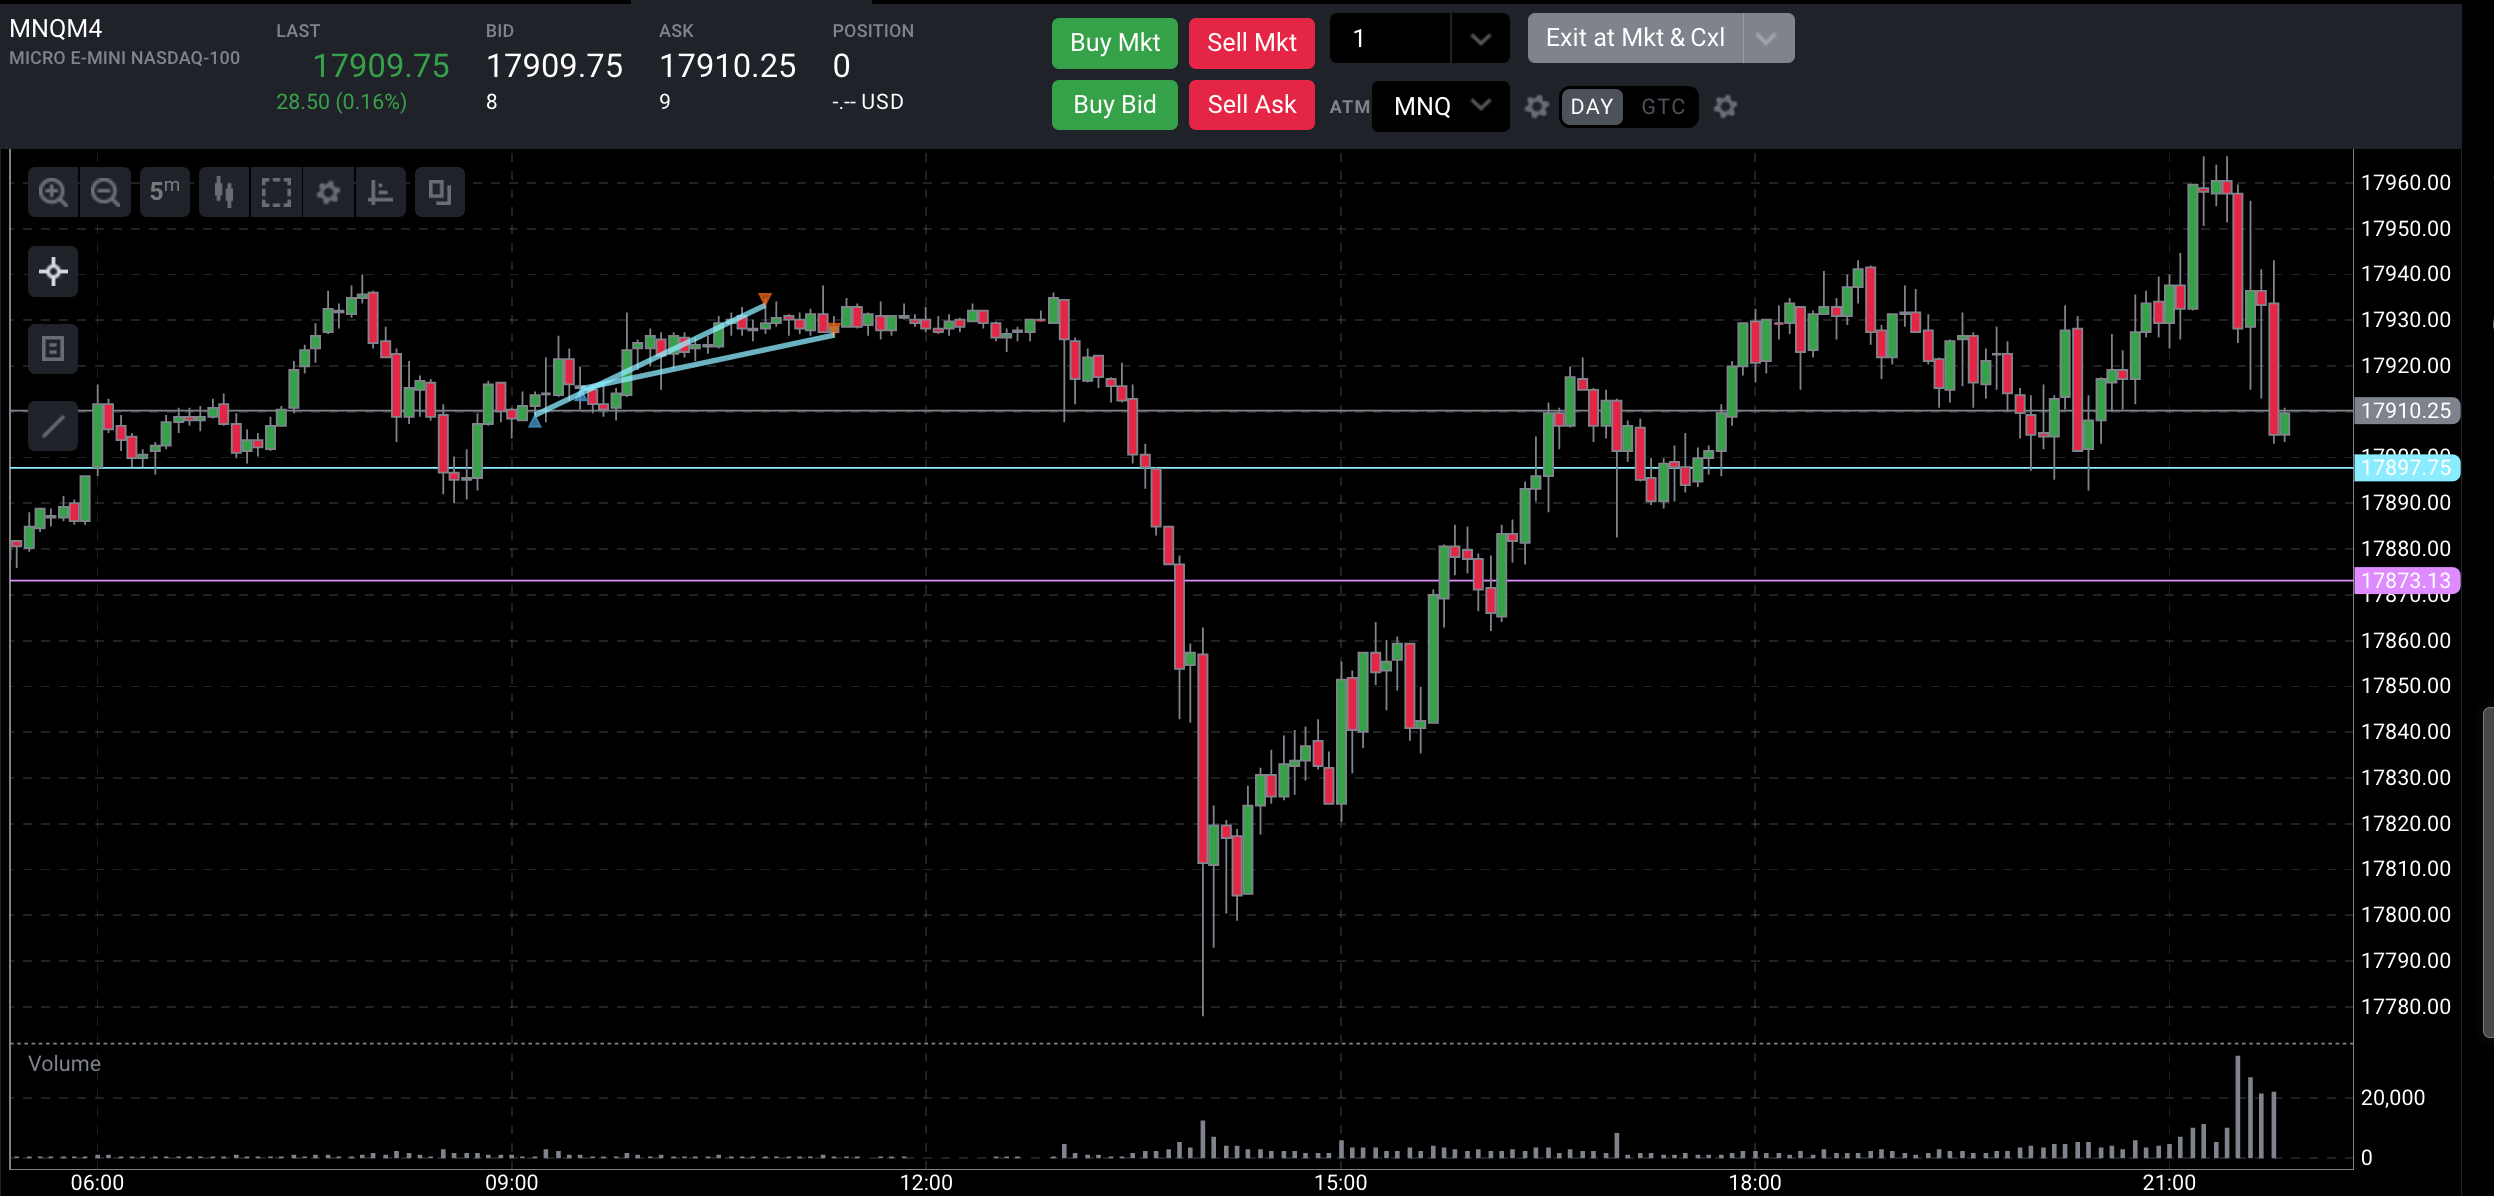 MNQM4
MICRO E-MINI NASDAQ-100
LAST
17909.75
28.50 (0.16%)
BID
17909.75
8
ASK
17910.25
9
POSITION
0
-.-- USD
Buy Mkt
Sell Mkt
1
Exit at Mkt & Cxl
Buy Bid
Sell Ask
ATM
MNQ
DAY
GTC
5m
17960.00
17950.00
17940.00
17930.00
17920.00
17910.25
17900.00
17897.75
17890.00
17880.00
17873.13
17870.00
17860.00
17850.00
17840.00
17830.00
17820.00
17810.00
17800.00
17790.00
17780.00
Volume
20,000
0
06:00
09:00
12:00
15:00
18:00
21:00